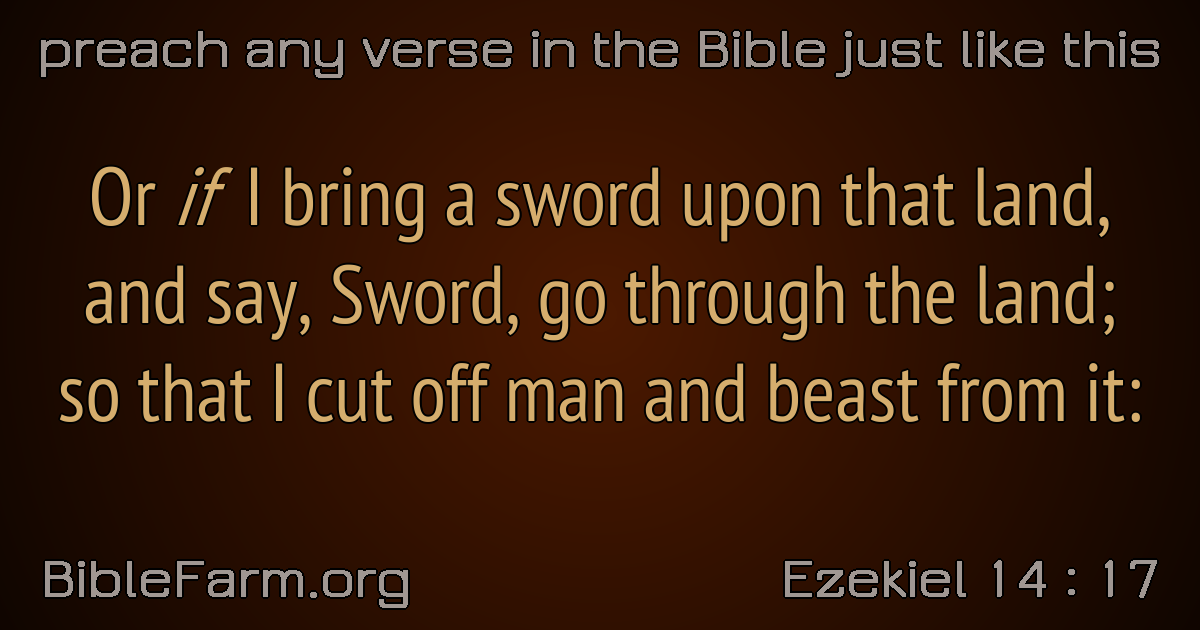 preach any verse in the Bible just like this
Or if I bring a sword upon that land,
and say, Sword, go through the land;
so that I cut off man and beast from it:
BibleFarm.org
Ezekiel 14 : 17